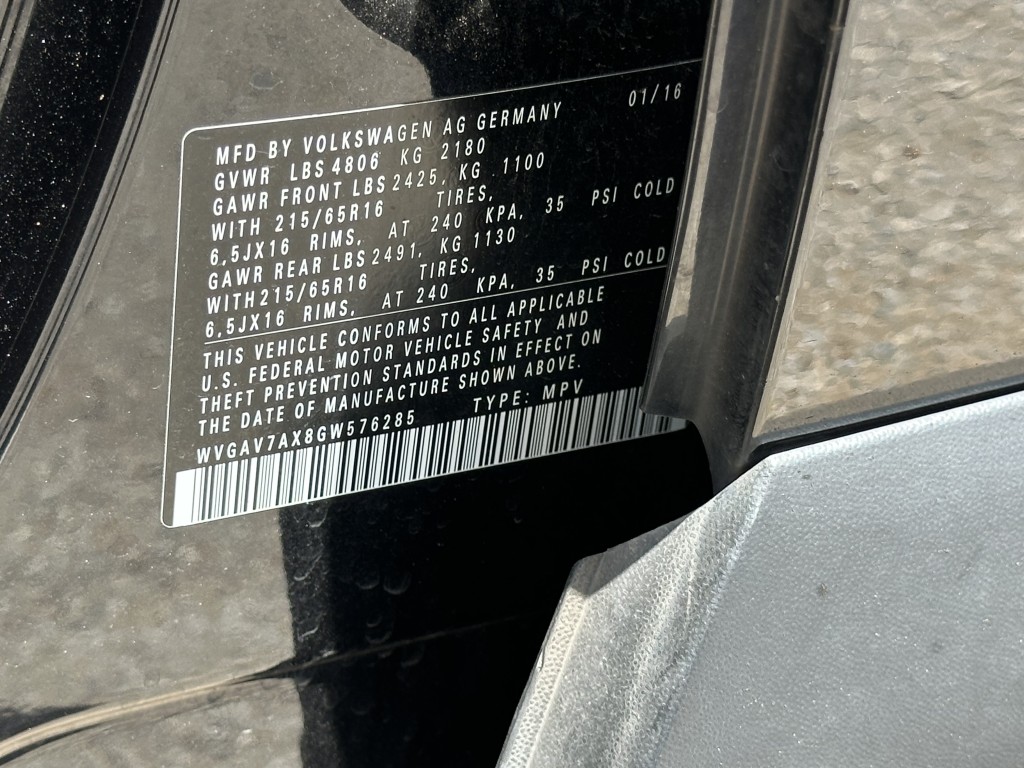 MFD BY VOLKSWAGEN AG GERMANY 01/16
GVWR LBS 4806 KG 2180
GAWR FRONT LBS 2425, KG 1100
WITH 215/65R16 TIRES,
6,5JX16 RIMS, AT 240 KPA, 35 PSI COLD
GAWR REAR LBS 2491, KG 1130
WITH 215/65R16 TIRES,
6,5JX16 RIMS, AT 240 KPA, 35 PSI COLD
THIS VEHICLE CONFORMS TO ALL APPLICABLE
U.S. FEDERAL MOTOR VEHICLE SAFETY AND
THEFT PREVENTION STANDARDS IN EFFECT ON
THE DATE OF MANUFACTURE SHOWN ABOVE.
WVGAV7AX8GW576285 TYPE: MPV